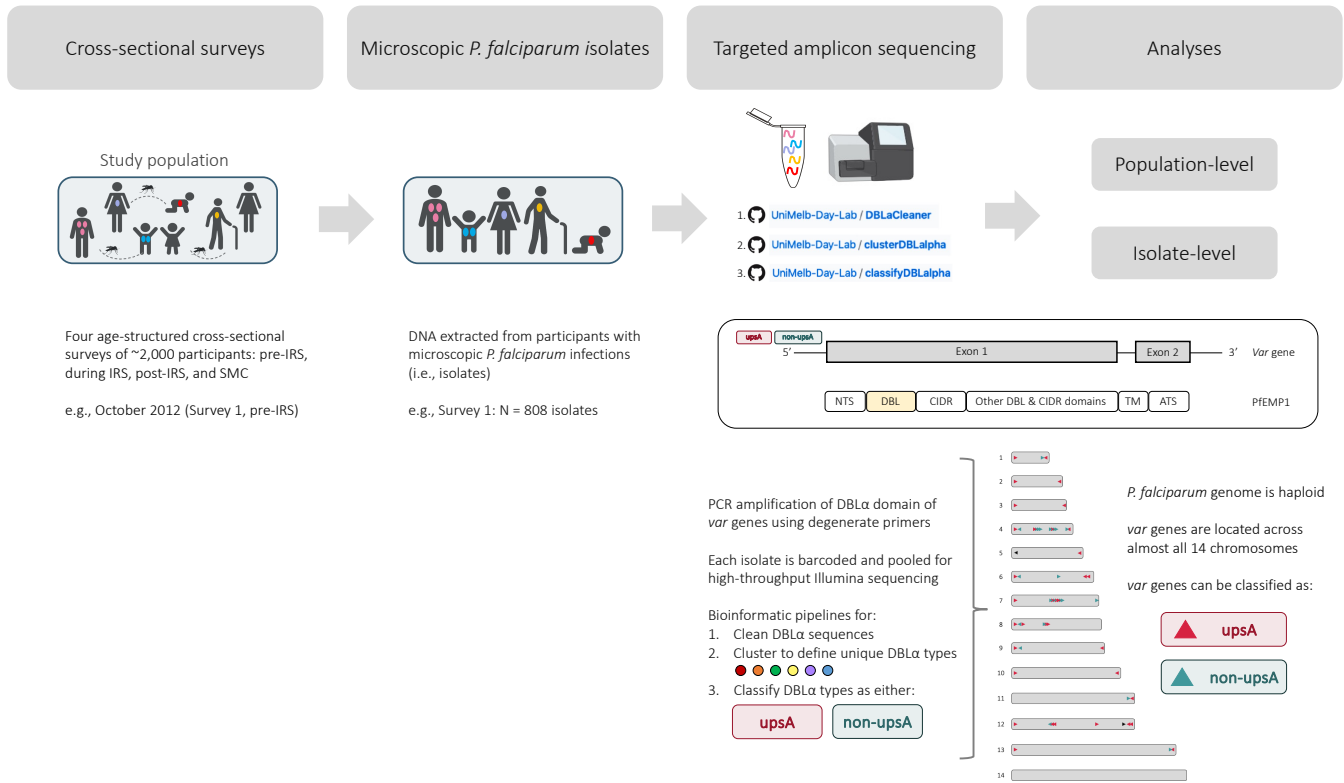 Cross-sectional surveys
Microscopic P. falciparum isolates
Targeted amplicon sequencing
Analyses
Study population
1. UniMelb-Day-Lab / DBLaCleaner
2. UniMelb-Day-Lab / clusterDBLalpha
3. UniMelb-Day-Lab / classifyDBLalpha
Population-level
Isolate-level
Four age-structured cross-sectional
surveys of ~2,000 participants: pre-IRS,
during IRS, post-IRS, and SMC
e.g., October 2012 (Survey 1, pre-IRS)
DNA extracted from participants with
microscopic P. falciparum infections
(i.e., isolates)
e.g., Survey 1: N = 808 isolates
upsA non-upsA
5’ Exon 1 Exon 2 3’ Var gene
NTS DBL CIDR Other DBL & CIDR domains TM ATS PfEMP1
PCR amplification of DBLα domain of
var genes using degenerate primers
Each isolate is barcoded and pooled for
high-throughput Illumina sequencing
Bioinformatic pipelines for:
1. Clean DBLα sequences
2. Cluster to define unique DBLα types
3. Classify DBLα types as either:
upsA non-upsA
1
2
3
4
5
6
7
8
9
10
11
12
13
14
P. falciparum genome is haploid
var genes are located across
almost all 14 chromosomes
var genes can be classified as:
upsA
non-upsA